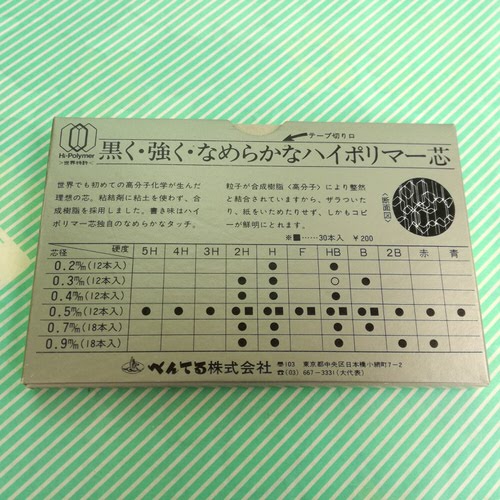 テープ切り口
Hi-Polymer
<世界特許>
黒く・強く・なめらかなハイポリマー芯
世界でも初めての高分子化学が生んだ
理想の芯。粘結剤に粘土を使わず、合
成樹脂を採用しました。書き味はハイ
ポリマー芯独自のなめらかなタッチ。
粒子が合成樹脂<高分子>により整然
と結合されていますから、ザラついた
り、紙をいためたりせず、しかもコピ
ーが鮮明にとれます。
<断面図>
※■……30本入 ¥200
芯径 硬度 5H 4H 3H 2H H F HB B 2B 赤 青
0.2㎜(12本入) ● ●
0.3㎜(12本入) ● ● ○ ●
0.4㎜(12本入) ● ● ●
0.5㎜(12本入) ● ● ● ●■ ●■ ●■ ●■ ●■ ● ● ●
0.7㎜(18本入) ● ● ● ●
0.9㎜(18本入) ● ● ● ● ●
ぺんてる株式会社
〒103 東京都中央区日本橋小網町7-2
☎(03) 667-3331(大代表)